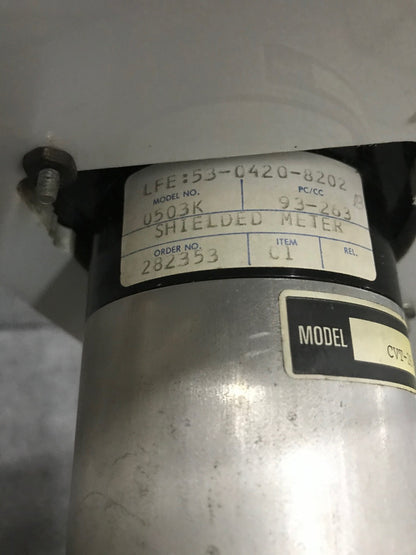 LFE:53-0420-8202
MODEL NO. PC/CC
0503K 93-263
SHIELDED METER
ORDER NO. ITEM REL.
282353 C1
MODEL